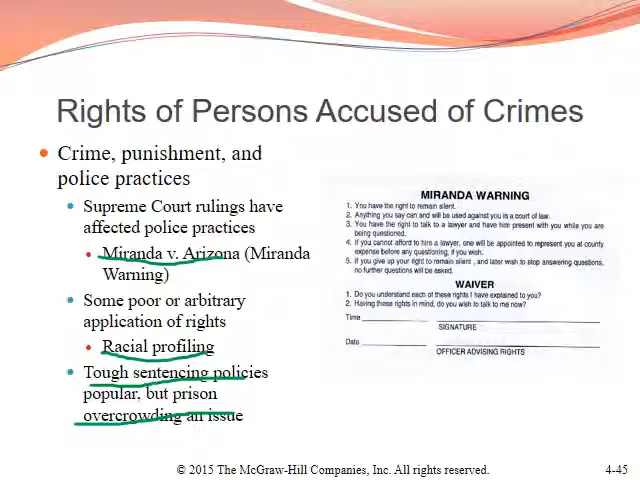 Rights of Persons Accused of Crimes
Crime, punishment, and
police practices
Supreme Court rulings have
affected police practices
Miranda v. Arizona (Miranda
Warning)
Some poor or arbitrary
application of rights
Racial profiling
Tough sentencing policies
popular, but prison
overcrowding an issue
MIRANDA WARNING
1. You have the right to remain silent.
2. Anything you say can and will be used against you in a court of law.
3. You have the right to talk to a lawyer and have him present with you while you are
being questioned.
4. If you cannot afford to hire a lawyer, one will be appointed to represent you at county
expense before any questioning, if you wish.
5. if you give up your right to remain silent , and later wish to stop answering questions,
no further questions will be asked.
WAIVER
1. Do you understand each of these rights I have explained to you?
2. Having these rights in mind, do you wish to talk to me now?
Time
SIGNATURE
Date
OFFICER ADVISING RIGHTS
© 2015 The McGraw-Hill Companies, Inc. All rights reserved.
4-45